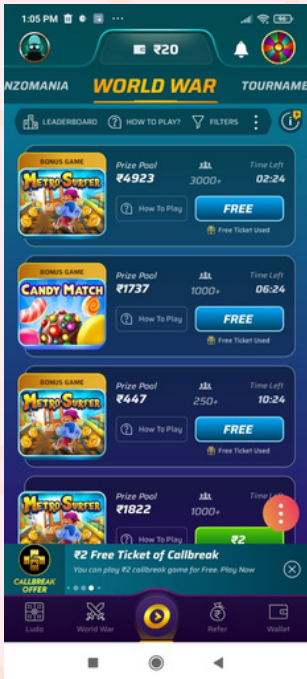 1:05 PM
₹20
NZOMANIA WORLD WAR TOURNAME
LEADERBOARD HOW TO PLAY? FILTERS
BONUS GAME
METRO SURFER
Prize Pool
₹4923
3000+
Time Left
02:24
How To Play
FREE
Free Ticket Used
BONUS GAME
CANDY MATCH
Prize Pool
₹1737
1000+
Time Left
06:24
How To Play
FREE
Free Ticket Used
BONUS GAME
METRO SURFER
Prize Pool
₹447
250+
Time Left
10:24
How To Play
FREE
Free Ticket Used
METRO SURFER
Prize Pool
₹1822
1000+
Time L
How To Play
₹2
CALLBREAK
OFFER
₹2 Free Ticket of Callbreak
You can play ₹2 callbreak game for Free. Play Now
Ludo World War Refer Wallet